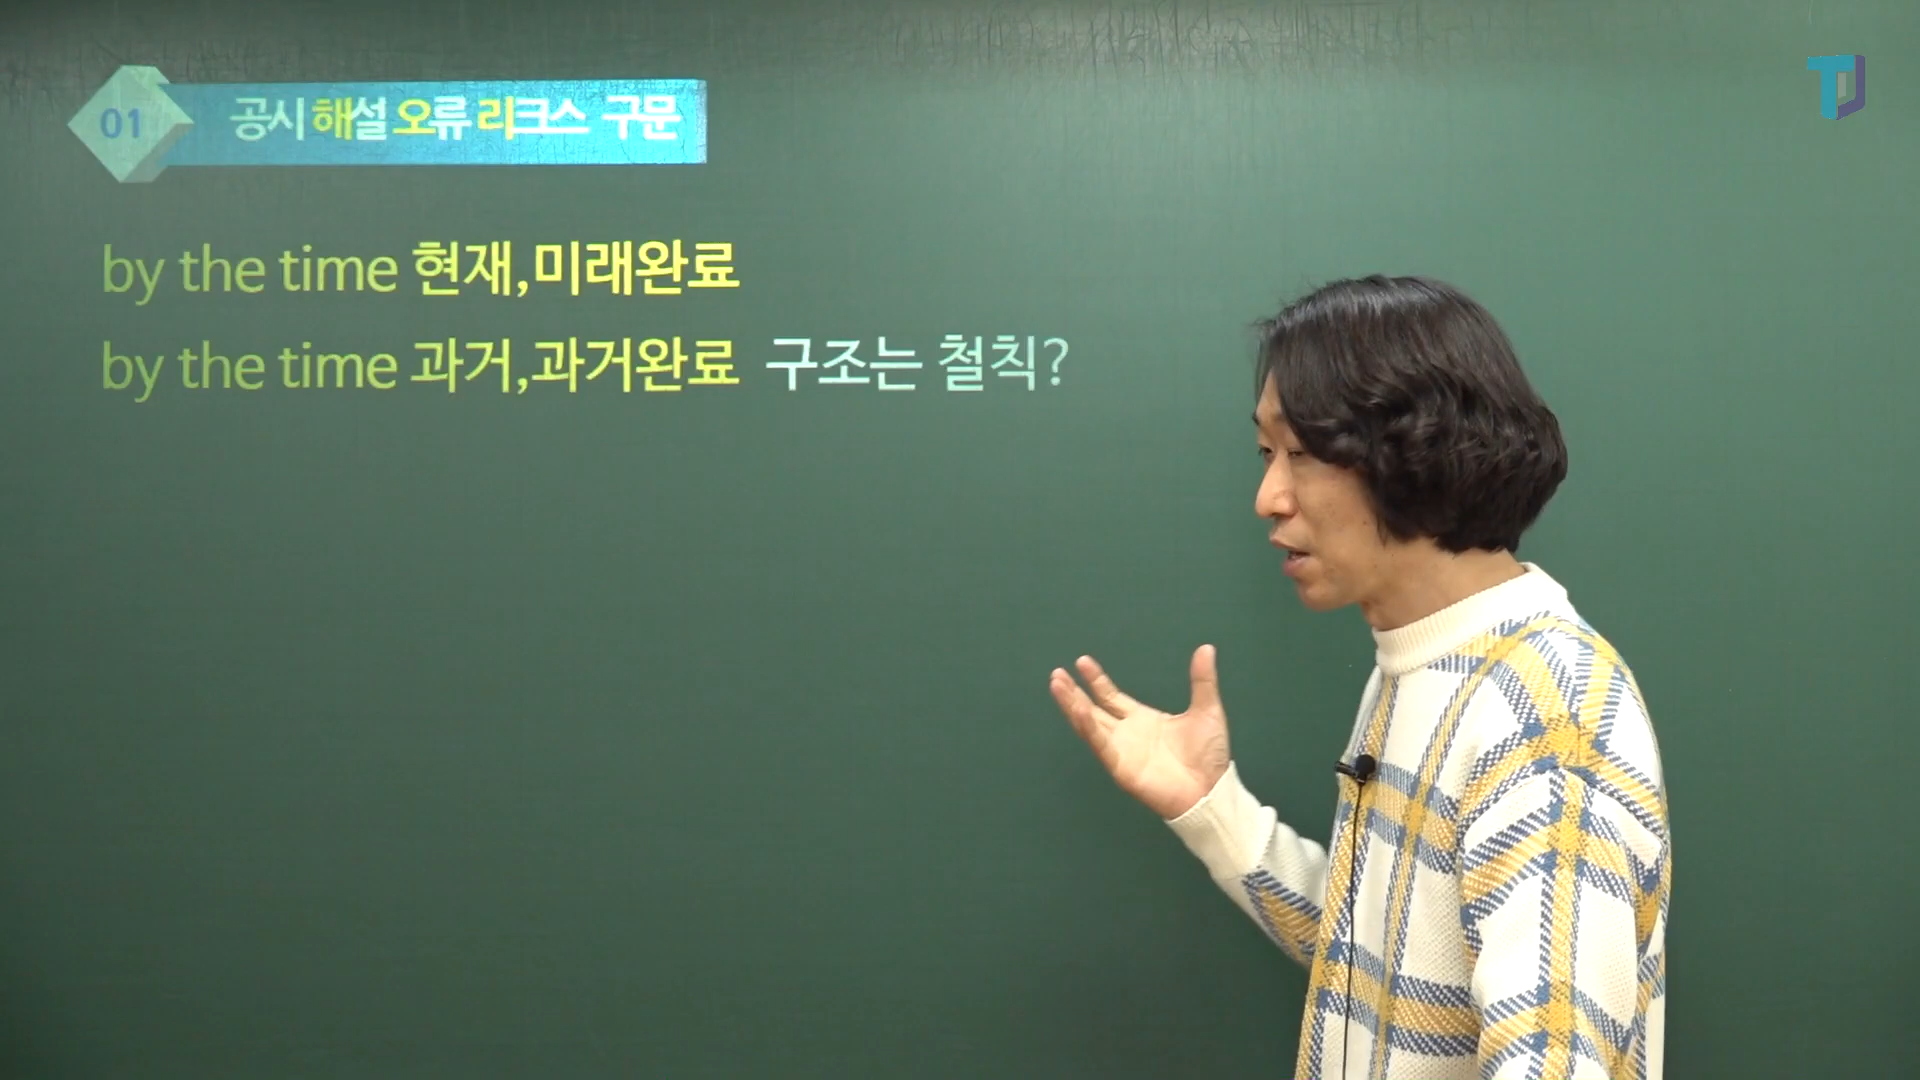 01 공시 해설 오류 리크스 구문
by the time 현재,미래완료
by the time 과거,과거완료 구조는 철칙?